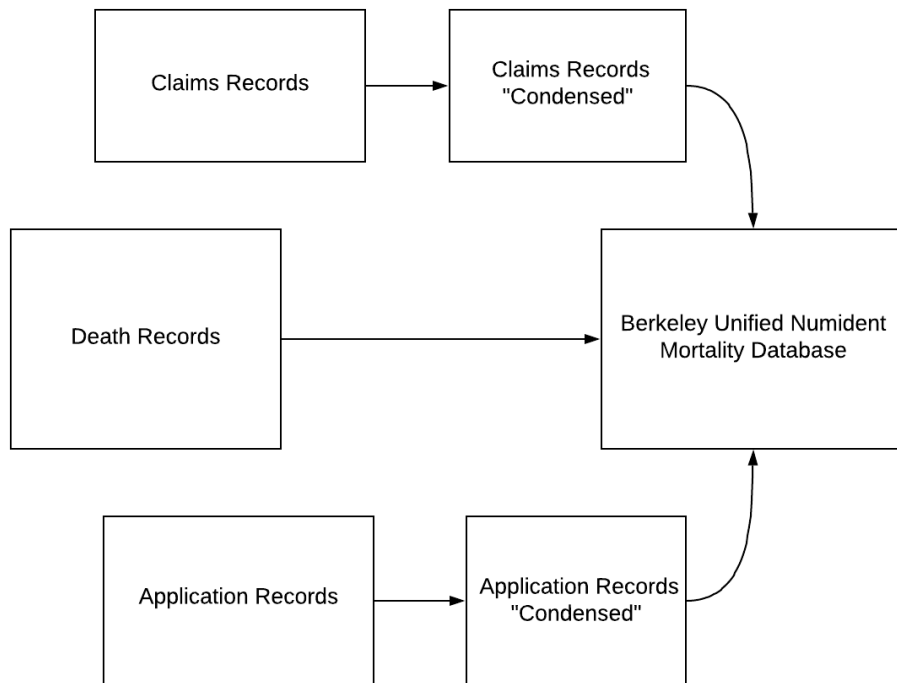 Claims Records
Claims Records
"Condensed"
Death Records
Berkeley Unified Numident
Mortality Database
Application Records
Application Records
"Condensed"